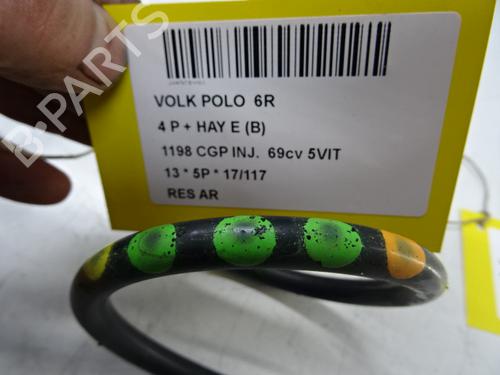 VOLK POLO 6R
4 P + HAY E (B)
1198 CGP INJ. 69cv 5VIT
13 * 5P * 17/117
RES AR
B-PARTS